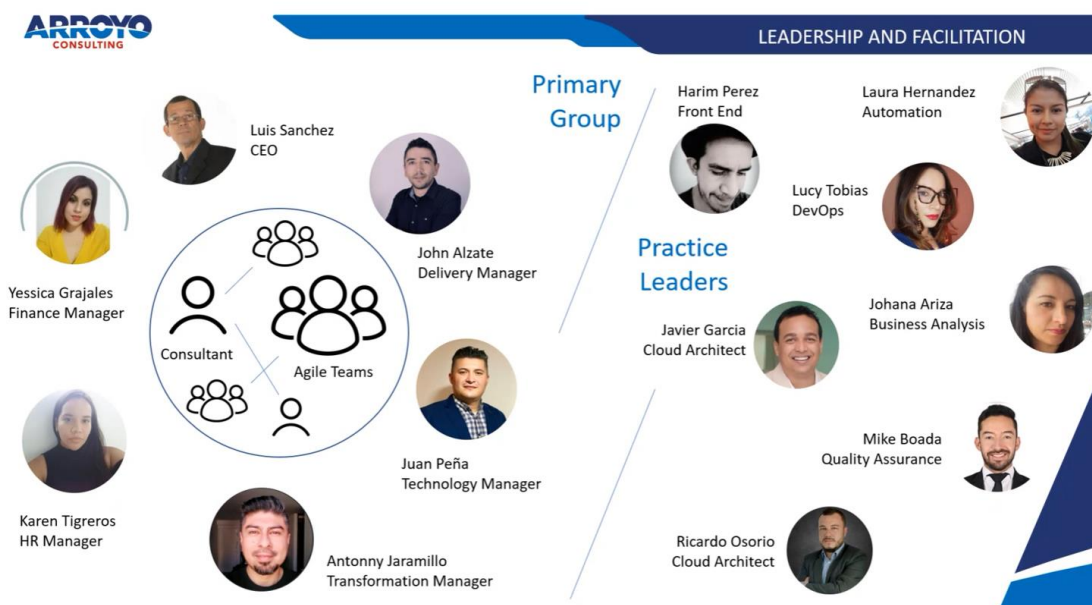 ARROYO
CONSULTING
LEADERSHIP AND FACILITATION
Primary
Group
Luis Sanchez
CEO
John Alzate
Delivery Manager
Yessica Grajales
Finance Manager
Consultant
Agile Teams
Juan Peña
Technology Manager
Karen Tigreros
HR Manager
Antonny Jaramillo
Transformation Manager
Practice
Leaders
Harim Perez
Front End
Laura Hernandez
Automation
Lucy Tobias
DevOps
Johana Ariza
Business Analysis
Javier Garcia
Cloud Architect
Mike Boada
Quality Assurance
Ricardo Osorio
Cloud Architect